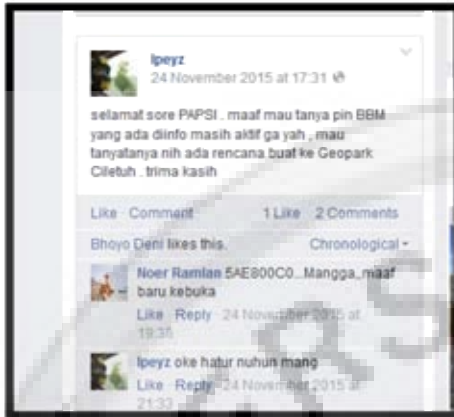 Ipeyz
24 November 2015 at 17:31
selamat sore PAPSI . maaf mau tanya pin BBM
yang ada diinfo masih aktif ga yah , mau
tanyatanya nih ada rencana buat ke Geopark
Ciletuh . trima kasih
Like Comment 1 Like 2 Comments
Bhoyo Deni likes this. Chronological
Noer Ramlan 5AE800C0...Mangga, maaf
baru kebuka
Like Reply 24 November 2015 at
19:35
Ipeyz oke hatur nuhun mang
Like Reply 24 November 2015 at
21:33